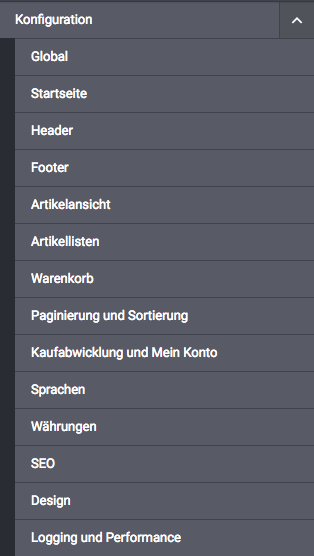 Konfiguration
Global
Startseite
Header
Footer
Artikelansicht
Artikellisten
Warenkorb
Paginierung und Sortierung
Kaufabwicklung und Mein Konto
Sprachen
Währungen
SEO
Design
Logging und Performance